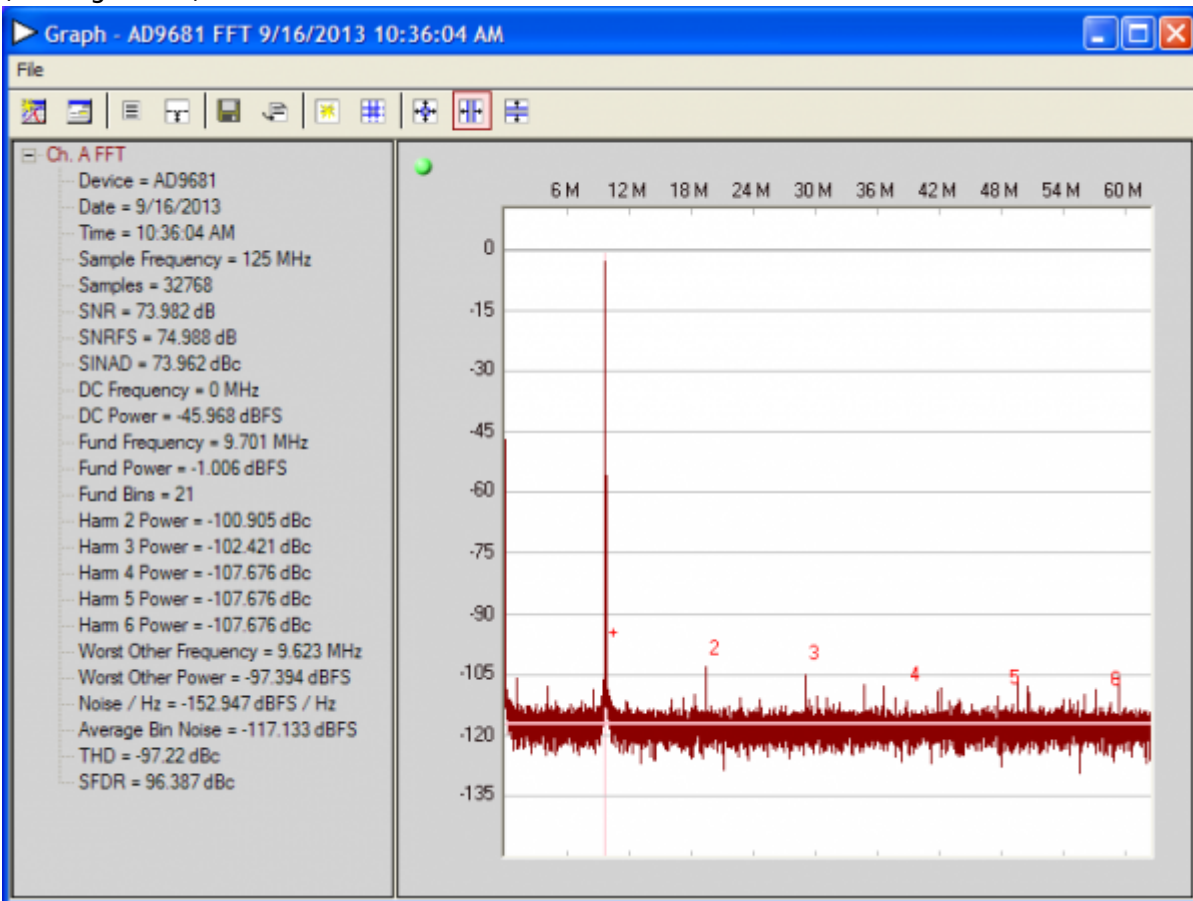 Graph - AD9681 FFT 9/16/2013 10:36:04 AM
File
Ch. A FFT
Device = AD9681
Date = 9/16/2013
Time = 10:36:04 AM
Sample Frequency = 125 MHz
Samples = 32768
SNR = 73.982 dB
SNRFS = 74.988 dB
SINAD = 73.962 dBc
DC Frequency = 0 MHz
DC Power = -45.968 dBFS
Fund Frequency = 9.701 MHz
Fund Power = -1.006 dBFS
Fund Bins = 21
Harm 2 Power = -100.905 dBc
Harm 3 Power = -102.421 dBc
Harm 4 Power = -107.676 dBc
Harm 5 Power = -107.676 dBc
Harm 6 Power = -107.676 dBc
Worst Other Frequency = 9.623 MHz
Worst Other Power = -97.394 dBFS
Noise / Hz = -152.947 dBFS / Hz
Average Bin Noise = -117.133 dBFS
THD = -97.22 dBc
SFDR = 96.387 dBc
6 M 12 M 18 M 24 M 30 M 36 M 42 M 48 M 54 M 60 M
0
-15
-30
-45
-60
-75
-90
-105
-120
-135
+ 2 3 4 5 6